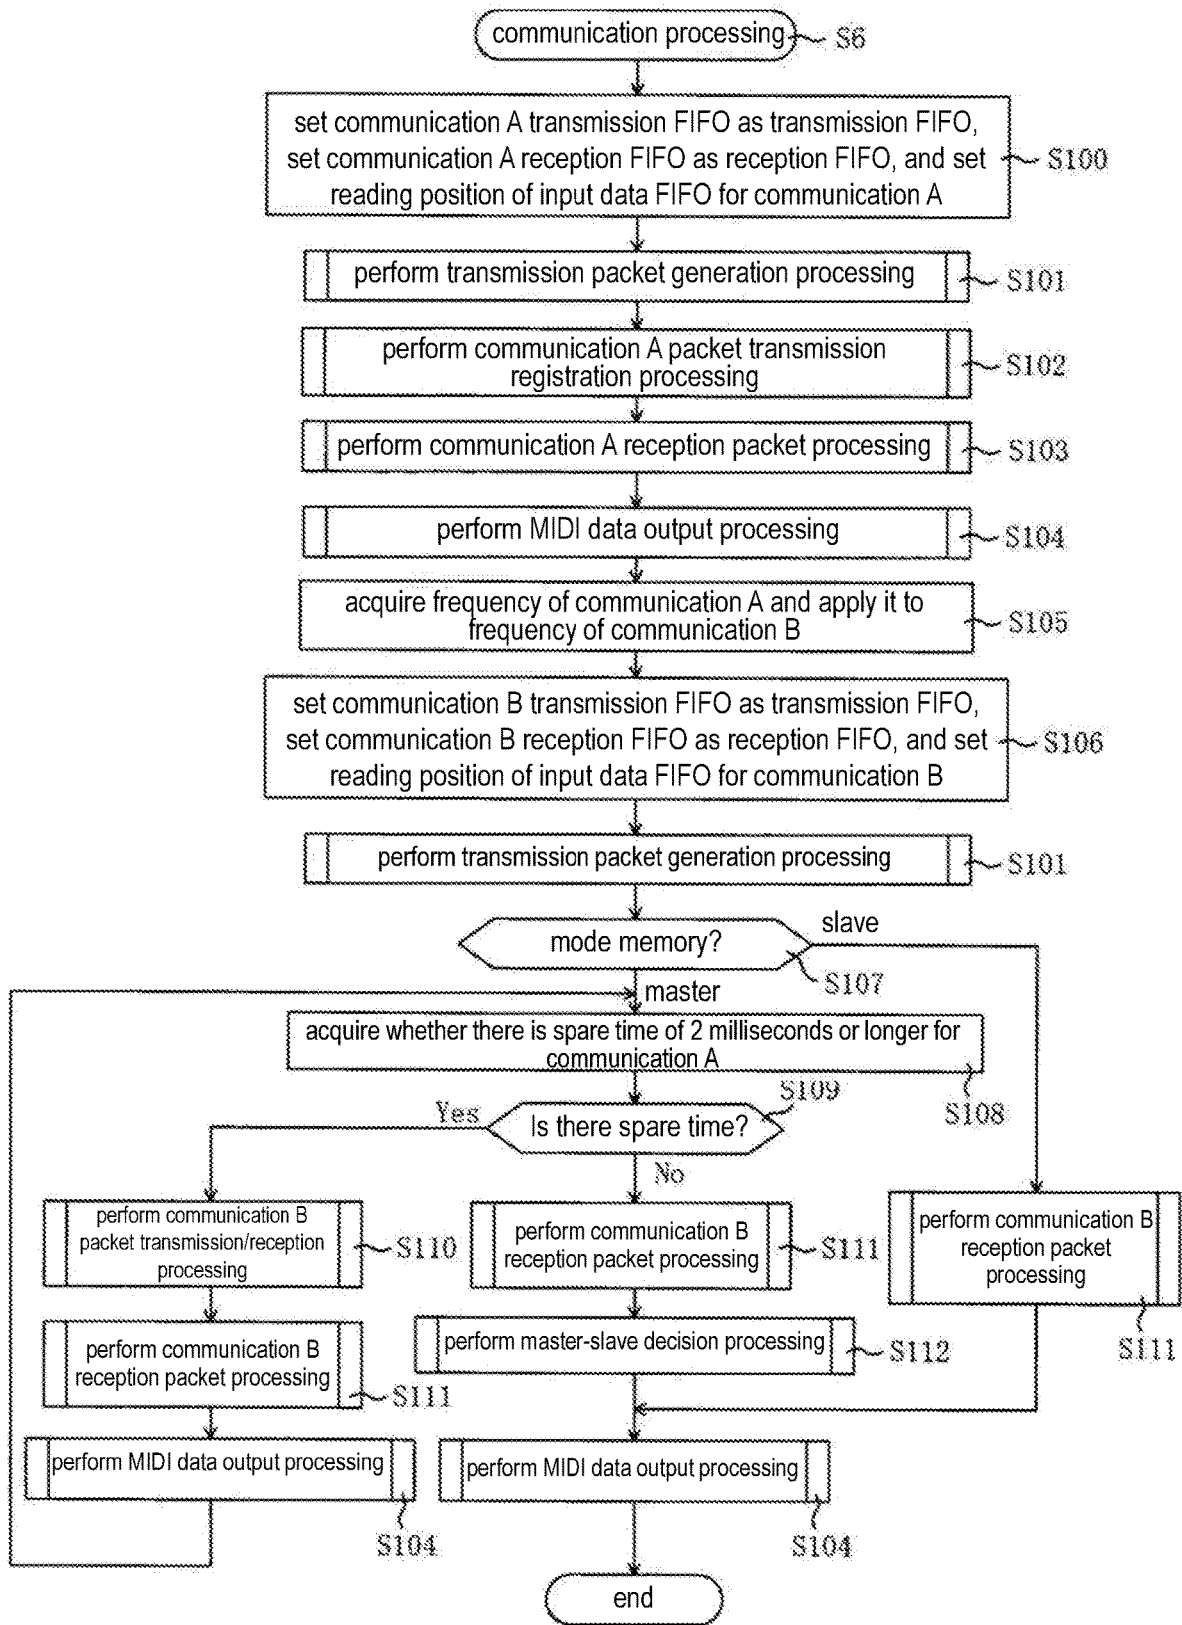 communication processing
S6
set communication A transmission FIFO as transmission FIFO,
set communication A reception FIFO as reception FIFO, and set
reading position of input data FIFO for communication A
S100
perform transmission packet generation processing
S101
perform communication A packet transmission
registration processing
S102
perform communication A reception packet processing
S103
perform MIDI data output processing
S104
acquire frequency of communication A and apply it to
frequency of communication B
S105
set communication B transmission FIFO as transmission FIFO,
set communication B reception FIFO as reception FIFO, and set
reading position of input data FIFO for communication B
S106
perform transmission packet generation processing
S101
mode memory?
slave
S107
master
acquire whether there is spare time of 2 milliseconds or longer for
communication A
S108
S109
Is there spare time?
Yes
No
perform communication B
packet transmission/reception
processing
S110
perform communication B
reception packet processing
S111
perform communication B
reception packet
processing
S111
perform communication B
reception packet processing
S111
perform master-slave decision processing
S112
perform MIDI data output processing
S104
perform MIDI data output processing
S104
end